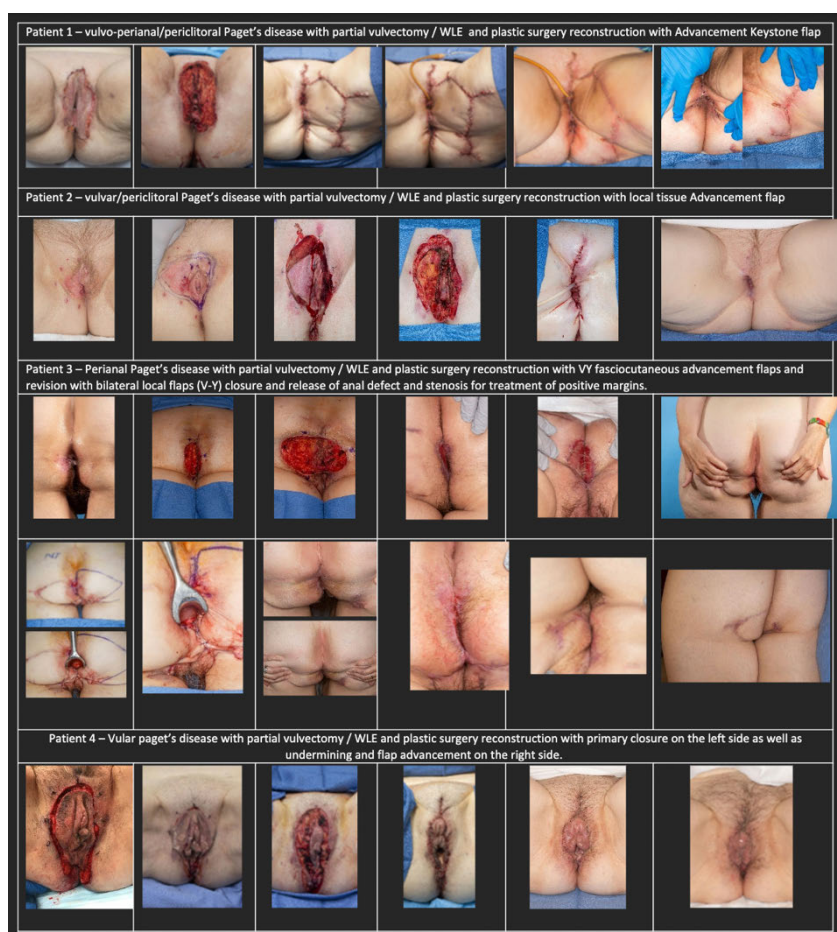 Patient 1 – vulvo-perianal/periclitoral Paget's disease with partial vulvectomy / WLE and plastic surgery reconstruction with Advancement Keystone flap
Patient 2 – vulvar/periclitoral Paget's disease with partial vulvectomy / WLE and plastic surgery reconstruction with local tissue Advancement flap
Patient 3 – Perianal Paget's disease with partial vulvectomy / WLE and plastic surgery reconstruction with VY fasciocutaneous advancement flaps and
revision with bilateral local flaps (V-Y) closure and release of anal defect and stenosis for treatment of positive margins.
Patient 4 – Vular paget's disease with partial vulvectomy / WLE and plastic surgery reconstruction with primary closure on the left side as well as
undermining and flap advancement on the right side.